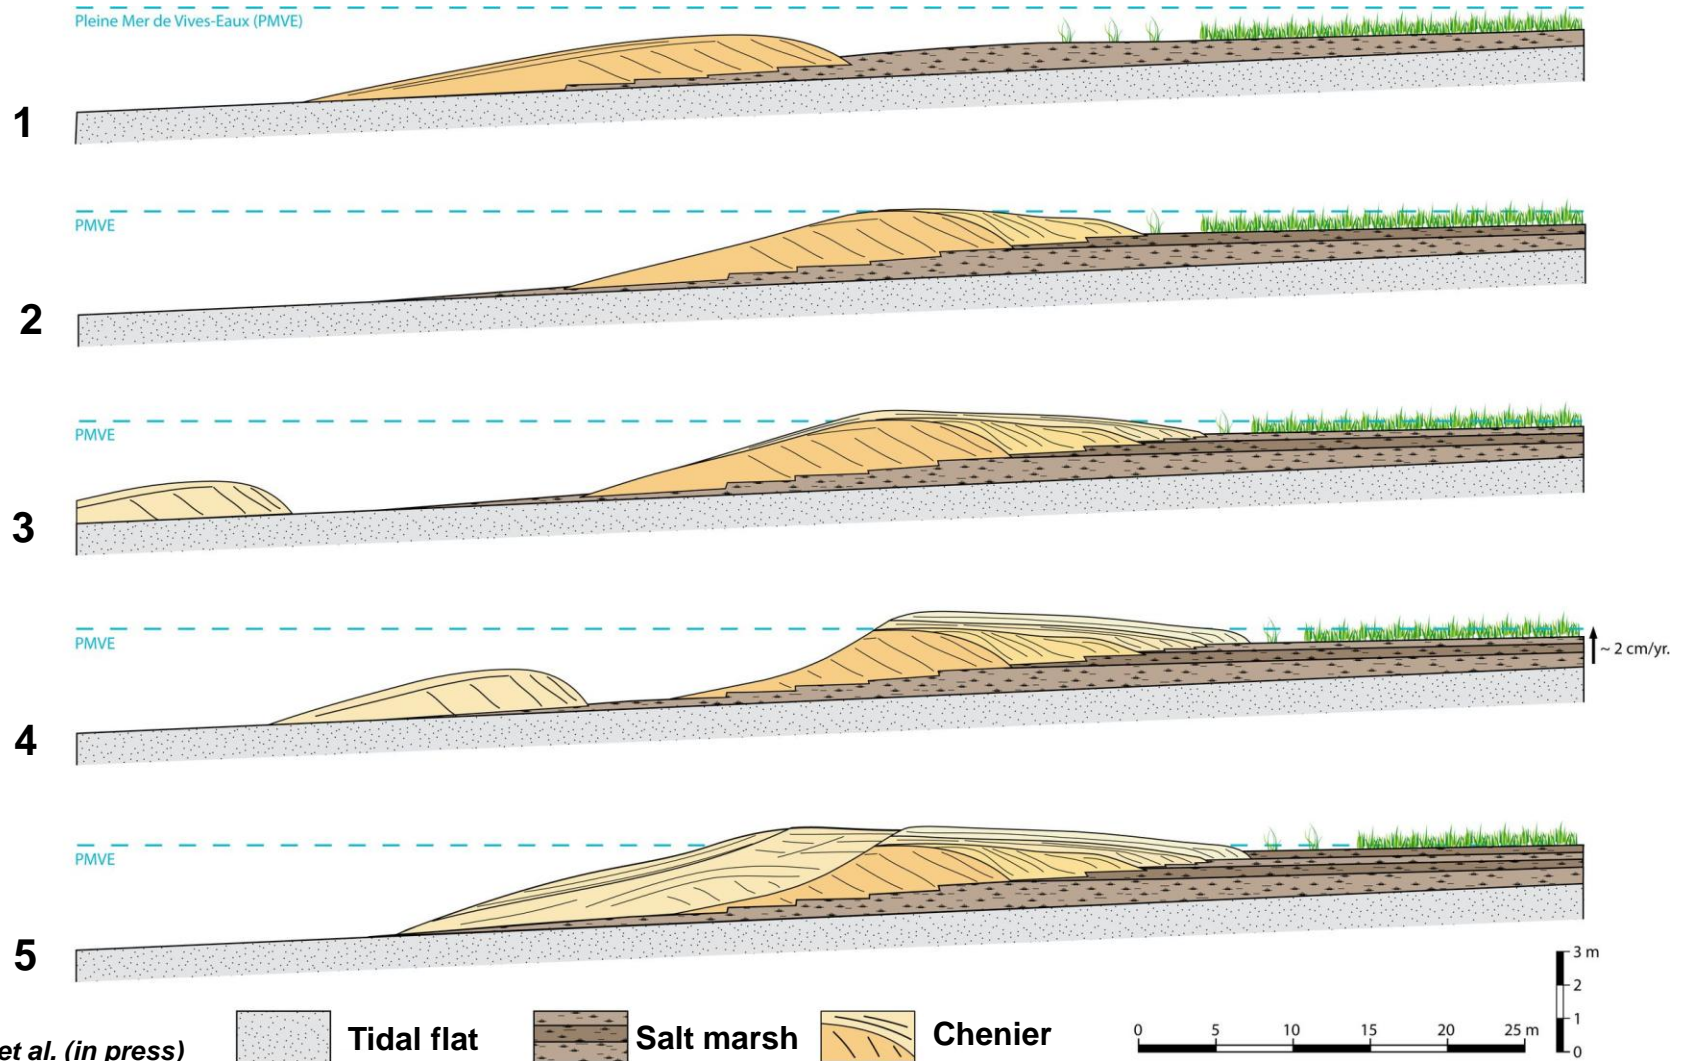 Pleine Mer de Vives-Eaux (PMVE)
1
PMVE
2
PMVE
3
PMVE
~ 2 cm/yr.
4
PMVE
5
3 m
2
1
0
et al. (in press)
Tidal flat
Salt marsh
Chenier
0 5 10 15 20 25 m